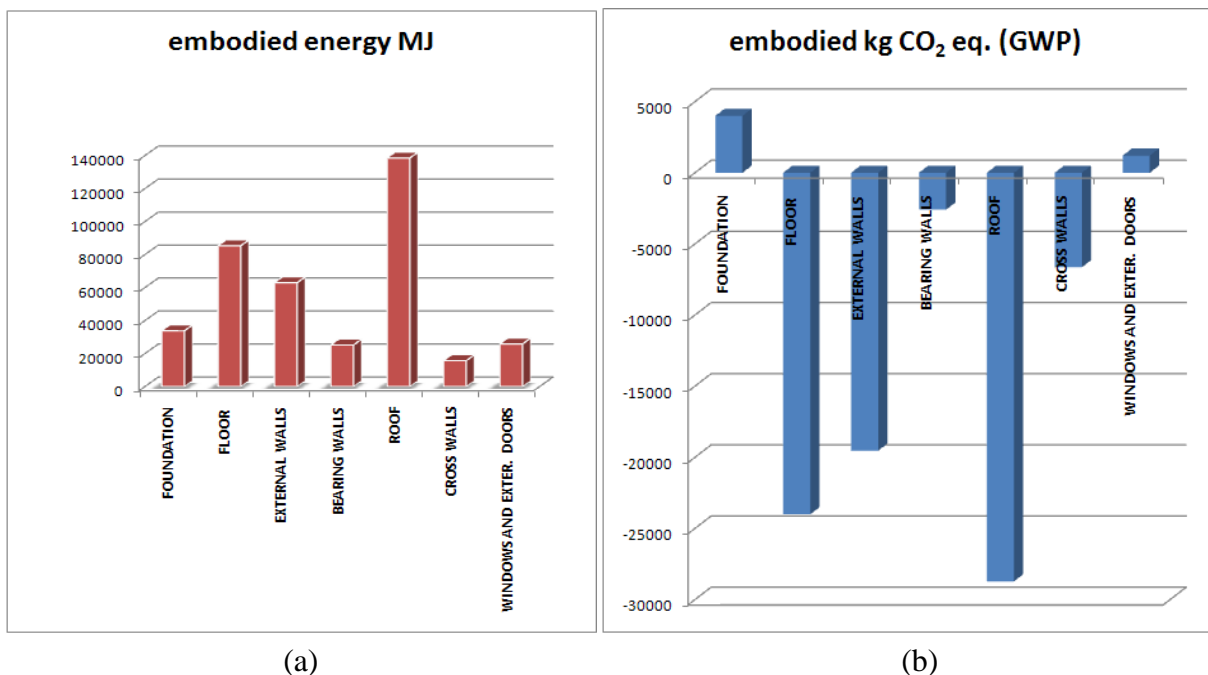 embodied energy MJ
140000
120000
100000
80000
60000
40000
20000
0
FOUNDATION
FLOOR
EXTERNAL WALLS
BEARING WALLS
ROOF
CROSS WALLS
WINDOWS AND EXTER. DOORS
(a)
embodied kg CO₂ eq. (GWP)
5000
0
-5000
-10000
-15000
-20000
-25000
-30000
FOUNDATION
FLOOR
EXTERNAL WALLS
BEARING WALLS
ROOF
CROSS WALLS
WINDOWS AND EXTER. DOORS
(b)